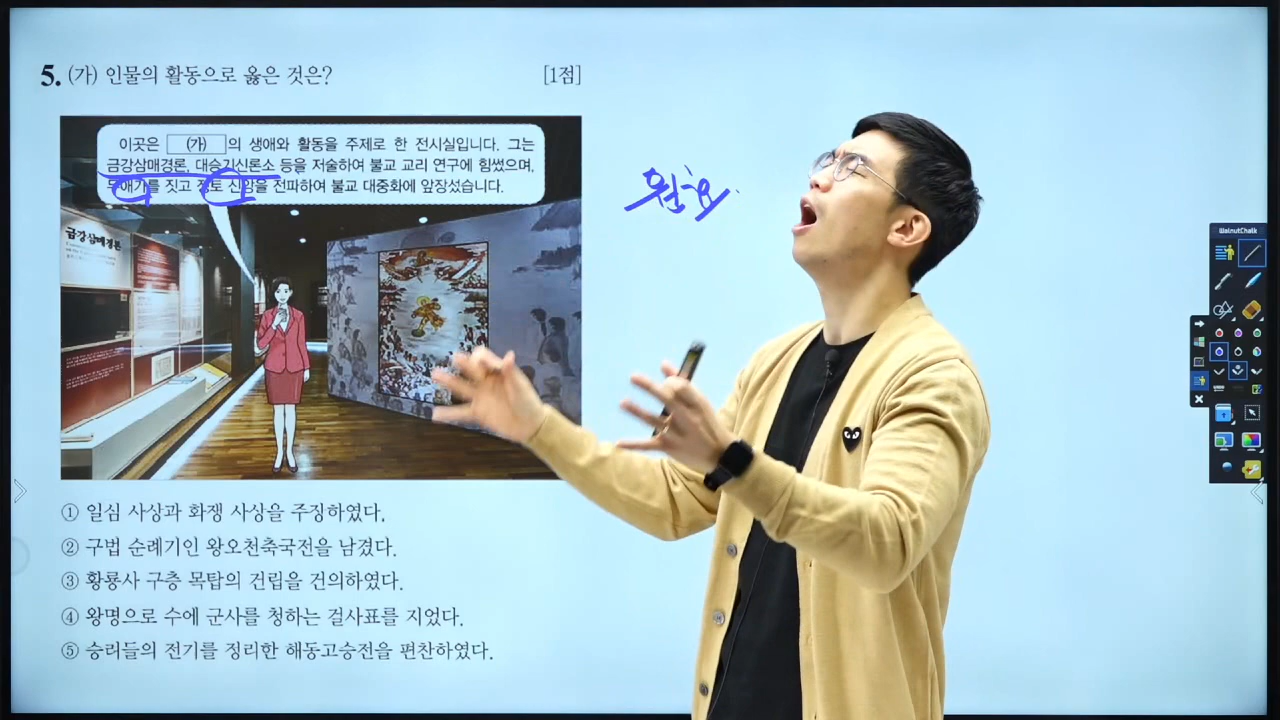 5. (가) 인물의 활동으로 옳은 것은? [1점]
이곳은 (가) 의 생애와 활동을 주제로 한 전시실입니다. 그는
금강삼매경론, 대승기신론소 등을 저술하여 불교 교리 연구에 힘썼으며,
무애가를 짓고 정토 신앙을 전파하여 불교 대중화에 앞장섰습니다.
원효
금강삼매경론
① 일심 사상과 화쟁 사상을 주장하였다.
② 구법 순례기인 왕오천축국전을 남겼다.
③ 황룡사 구층 목탑의 건립을 건의하였다.
④ 왕명으로 수에 군사를 청하는 걸사표를 지었다.
⑤ 승려들의 전기를 정리한 해동고승전을 편찬하였다.
WalnutChalk